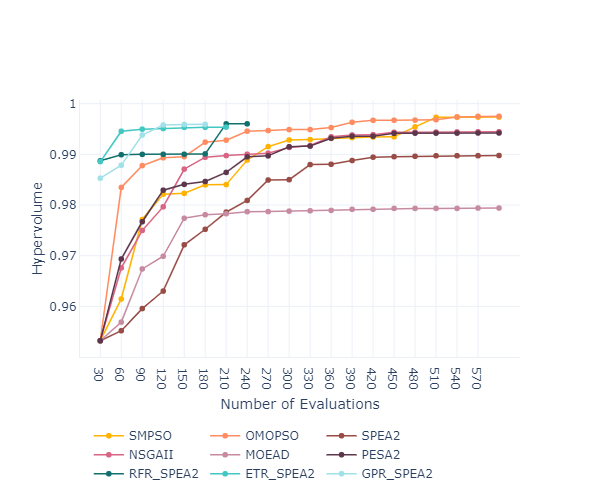 1
0.99
0.98
0.97
0.96
Hypervolume
30 60 90 120 150 180 210 240 270 300 330 360 390 420 450 480 510 540 570
Number of Evaluations
SMPSO OMOPSO SPEA2
NSGAII MOEAD PESA2
RFR_SPEA2 ETR_SPEA2 GPR_SPEA2